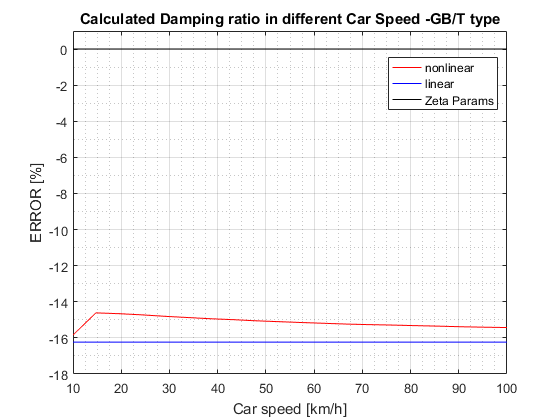 Calculated Damping ratio in different Car Speed -GB/T type
0
-2
-4
-6
-8
-10
-12
-14
-16
-18
ERROR [%]
nonlinear
linear
Zeta Params
10 20 30 40 50 60 70 80 90 100
Car speed [km/h]